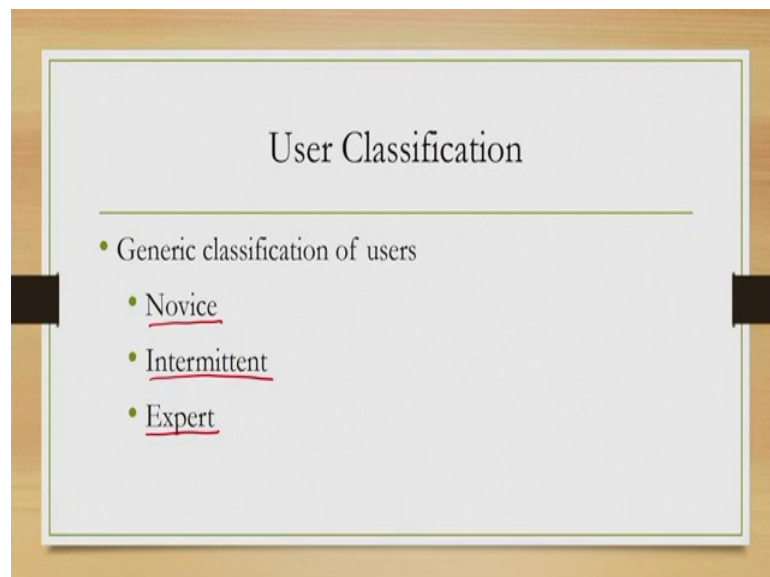 User Classification
• Generic classification of users
• Novice
• Intermittent
• Expert